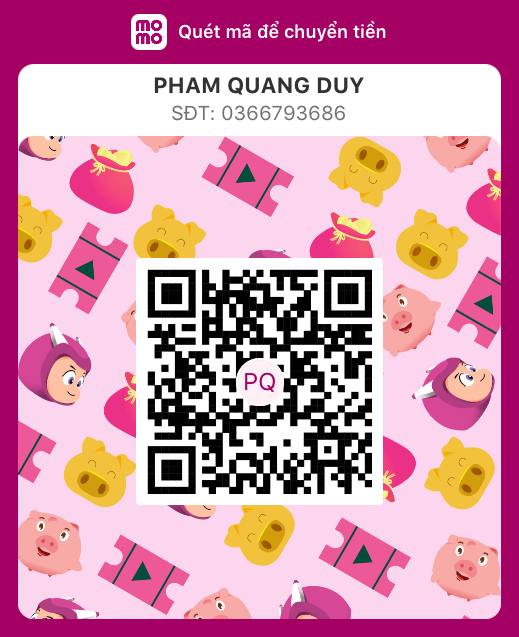 mo
mo
Quét mã để chuyển tiền
PHAM QUANG DUY
SĐT: 0366793686
PQ